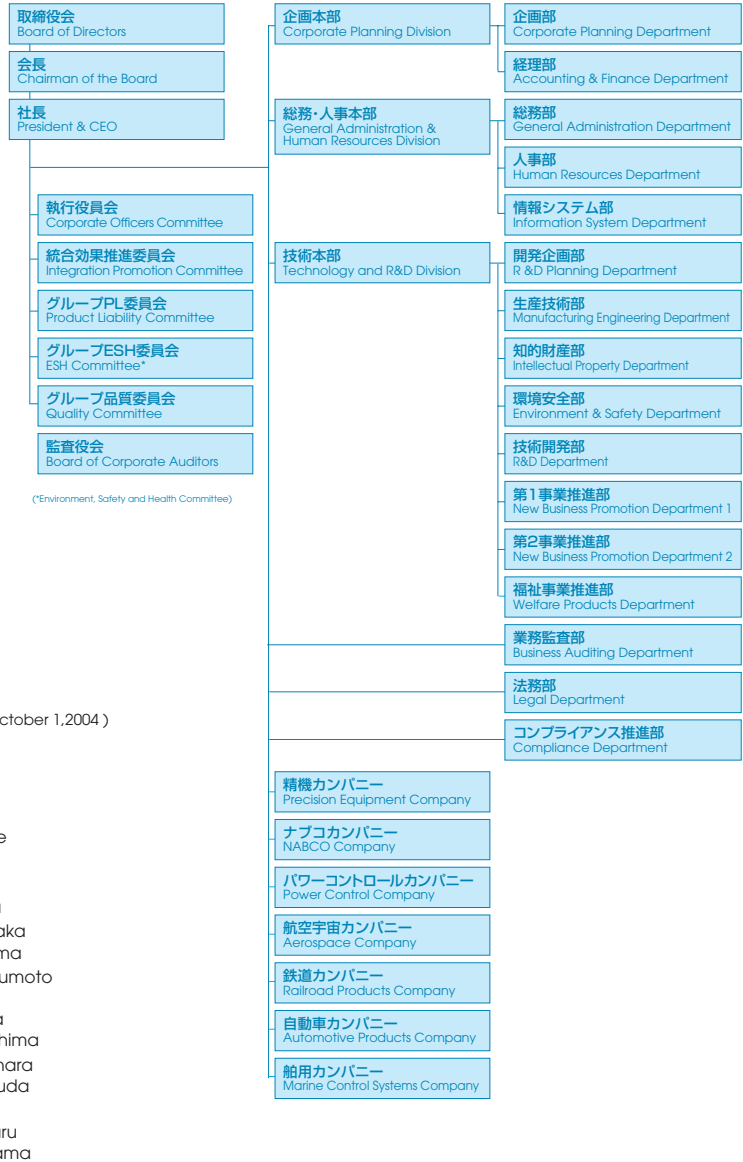 取締役会
Board of Directors
会長
Chairman of the Board
社長
President & CEO
執行役員会
Corporate Officers Committee
統合効果推進委員会
Integration Promotion Committee
グループPL委員会
Product Liability Committee
グループESH委員会
ESH Committee*
グループ品質委員会
Quality Committee
監査役会
Board of Corporate Auditors
(*Environment, Safety and Health Committee)
企画本部
Corporate Planning Division
総務・人事本部
General Administration &
Human Resources Division
技術本部
Technology and R&D Division
企画部
Corporate Planning Department
経理部
Accounting & Finance Department
総務部
General Administration Department
人事部
Human Resources Department
情報システム部
Information System Department
開発企画部
R &D Planning Department
生産技術部
Manufacturing Engineering Department
知的財産部
Intellectual Property Department
環境安全部
Environment & Safety Department
技術開発部
R&D Department
第1事業推進部
New Business Promotion Department 1
第2事業推進部
New Business Promotion Department 2
福祉事業推進部
Welfare Products Department
業務監査部
Business Auditing Department
法務部
Legal Department
コンプライアンス推進部
Compliance Department
精機カンパニー
Precision Equipment Company
ナブコカンパニー
NABCO Company
パワーコントロールカンパニー
Power Control Company
航空宇宙カンパニー
Aerospace Company
鉄道カンパニー
Railroad Products Company
自動車カンパニー
Automotive Products Company
舶用カンパニー
Marine Control Systems Company
ctober 1,2004 )
e
aka
ma
umoto
a
hima
hara
uda
ru
ama